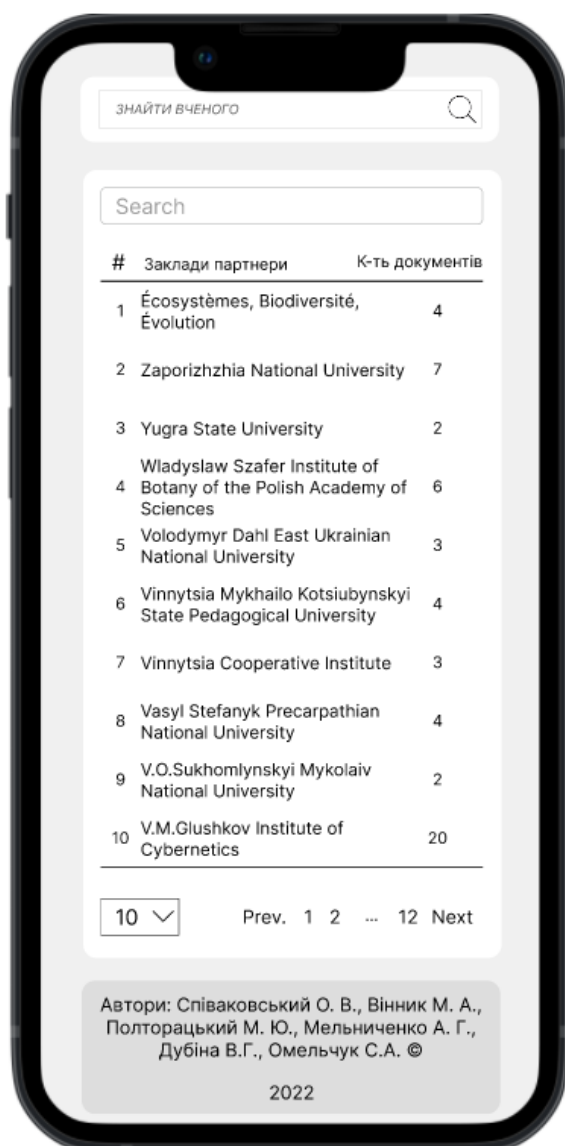 ЗНАЙТИ ВЧЕНОГО
Search
# Заклади партнери К-ть документів
1 Écosystèmes, Biodiversité, 4
Évolution
2 Zaporizhzhia National University 7
3 Yugra State University 2
Wladyslaw Szafer Institute of
4 Botany of the Polish Academy of 6
Sciences
5 Volodymyr Dahl East Ukrainian 3
National University
6 Vinnytsia Mykhailo Kotsiubynskyi 4
State Pedagogical University
7 Vinnytsia Cooperative Institute 3
8 Vasyl Stefanyk Precarpathian 4
National University
9 V.O.Sukhomlynskyi Mykolaiv 2
National University
10 V.M.Glushkov Institute of 20
Cybernetics
10 Prev. 1 2 ... 12 Next
Автори: Співаковський О. В., Вінник М. А.,
Полторацький М. Ю., Мельниченко А. Г.,
Дубіна В.Г., Омельчук С.А. ©
2022